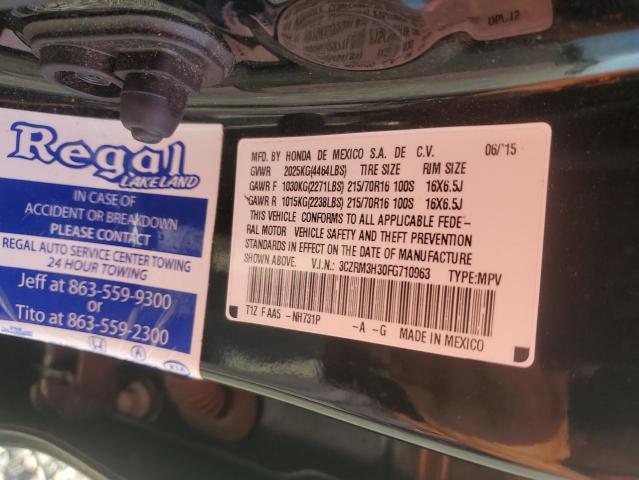 OPL12
Regal
LAKELAND
IN CASE OF
ACCIDENT OR BREAKDOWN
PLEASE CONTACT
REGAL AUTO SERVICE CENTER TOWING
24 HOUR TOWING
Jeff at 863-559-9300
or
Tito at 863-559-2300
KIA
MFD. BY HONDA DE MEXICO S.A. DE C.V. 06/15
GVWR 2025KG(4464LBS) TIRE SIZE RIM SIZE
GAWR F 1030KG(2271LBS) 215/70R16 100S 16X6.5J
GAWR R 1015KG(2238LBS) 215/70R16 100S 16X6.5J
THIS VEHICLE CONFORMS TO ALL APPLICABLE FEDE-
RAL MOTOR VEHICLE SAFETY AND THEFT PREVENTION
STANDARDS IN EFFECT ON THE DATE OF MANUFACTURE
SHOWN ABOVE. V.I.N.: 3CZRM3H30FG710963 TYPE:MPV
T1Z F AA5 -NH731P -A -G MADE IN MEXICO